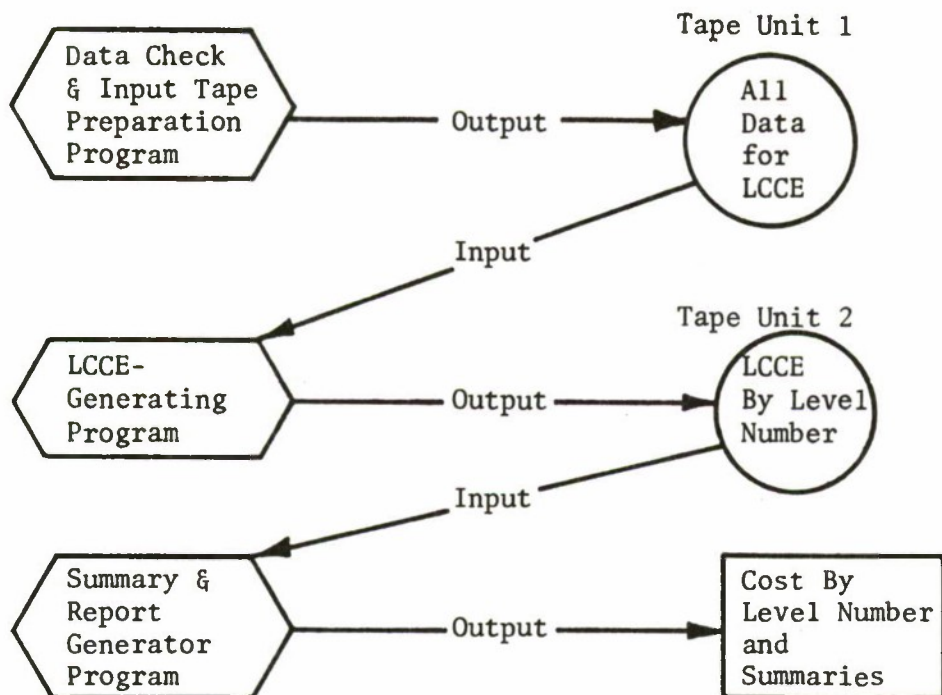 Data Check
& Input Tape
Preparation
Program
Output
Tape Unit 1
All
Data
for
LCCE
Input
LCCE-
Generating
Program
Output
Tape Unit 2
LCCE
By Level
Number
Input
Summary &
Report
Generator
Program
Output
Cost By
Level Number
and
Summaries